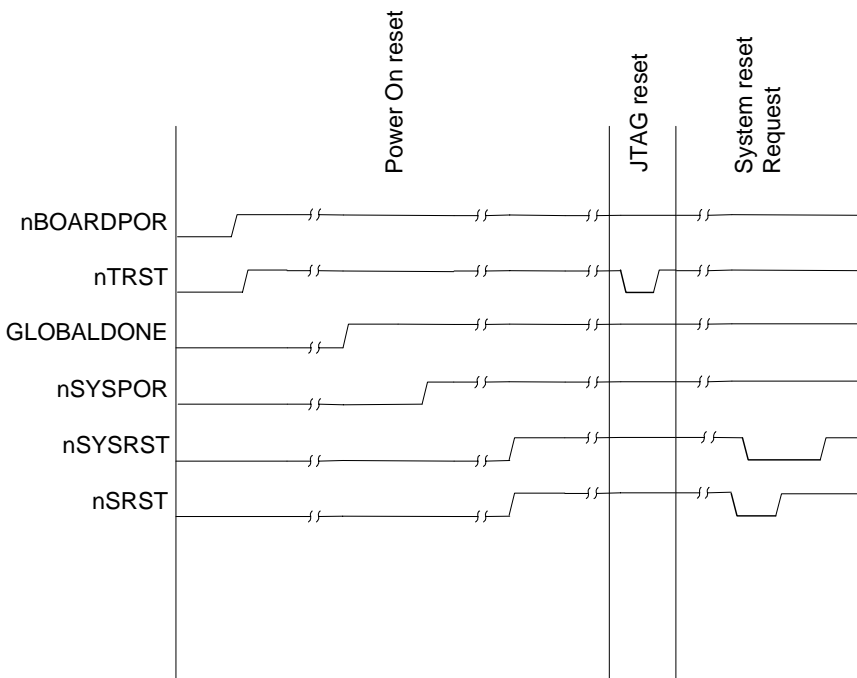 Power On reset
JTAG reset
System reset
Request
nBOARDPOR
nTRST
GLOBALDONE
nSYSPOR
nSYSRST
nSRST